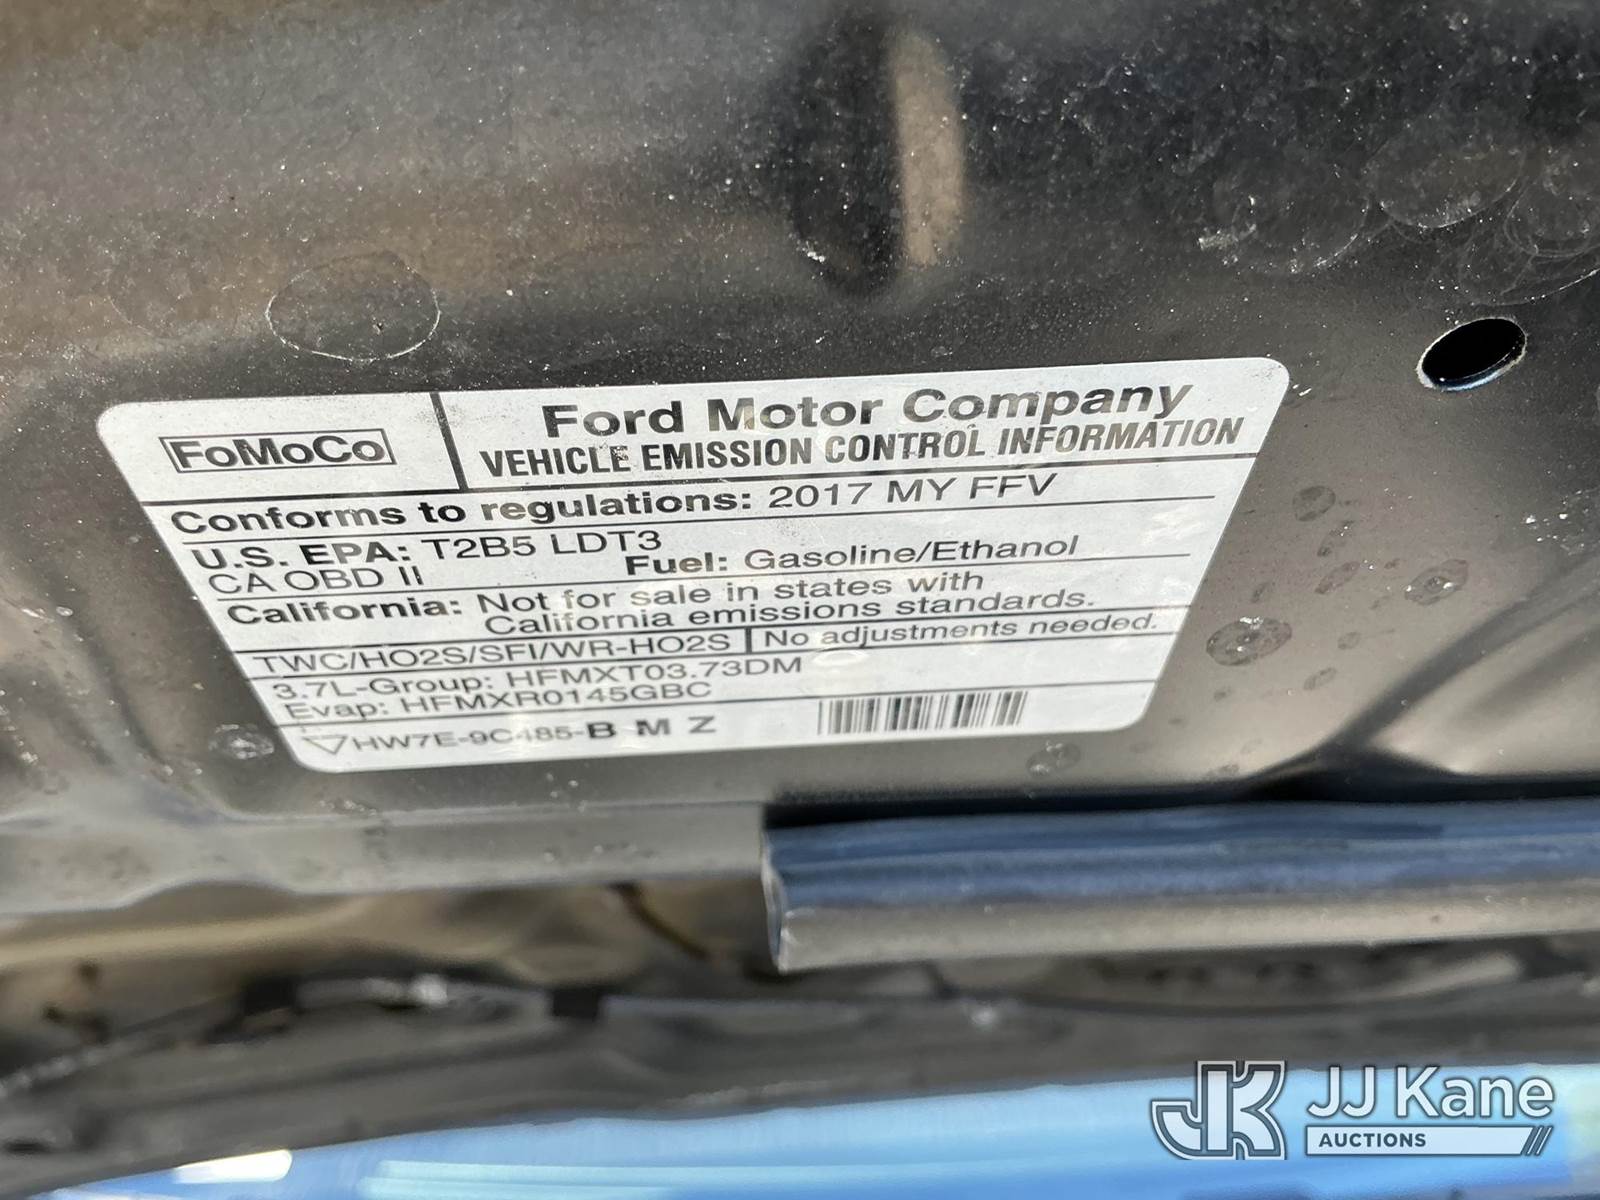 FoMoCo
Ford Motor Company
VEHICLE EMISSION CONTROL INFORMATION
Conforms to regulations: 2017 MY FFV
U.S. EPA: T2B5 LDT3
CA OBD II
Fuel: Gasoline/Ethanol
California: Not for sale in states with
California emissions standards.
TWC/HO2S/SFI/WR-HO2S
No adjustments needed.
3.7L-Group: HFMXT03.73DM
Evap: HFMXR0145GBC
HW7E-9C485-B M Z
JK
JJ Kane
AUCTIONS